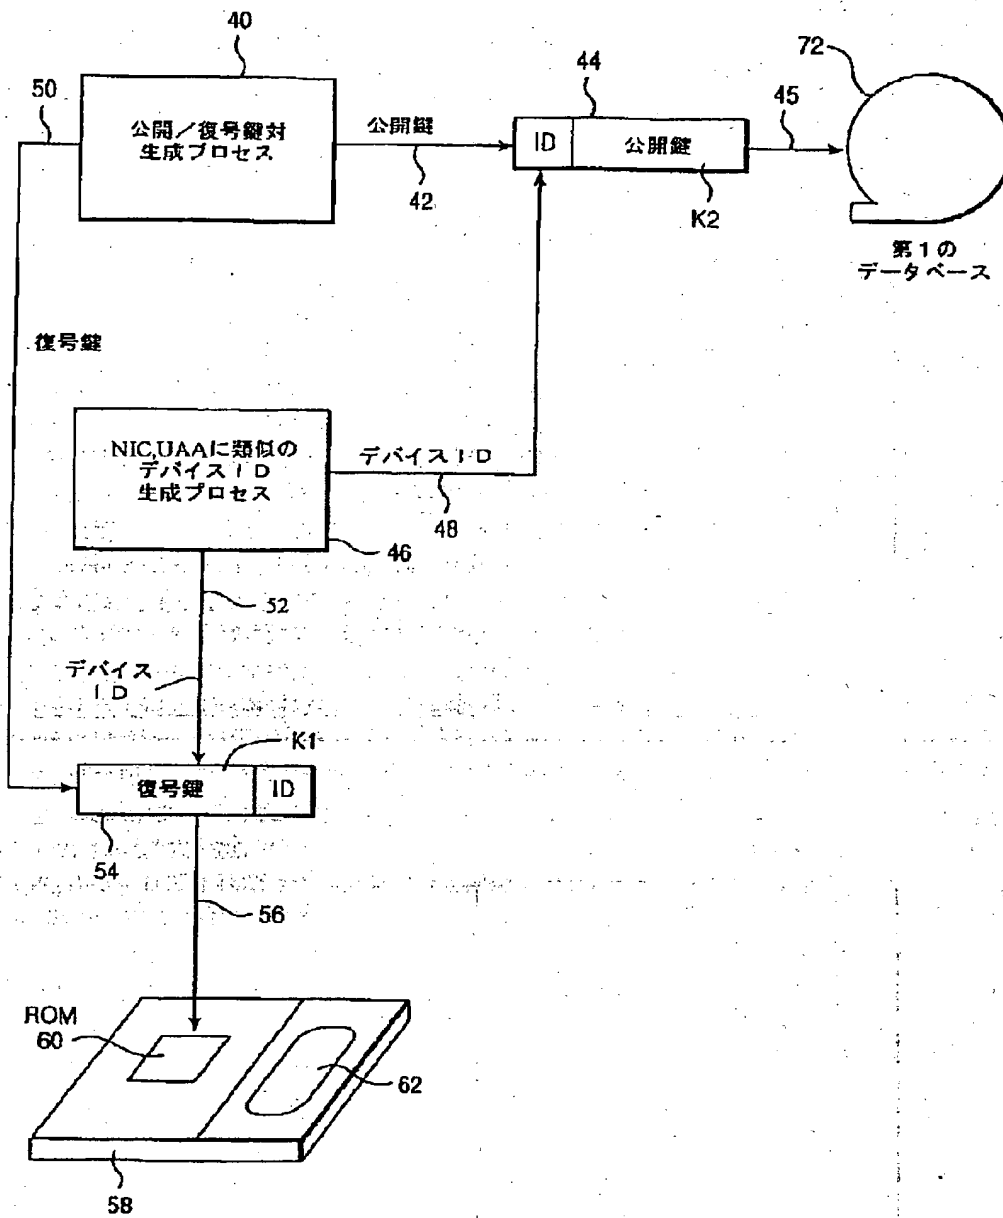 40
50
公開／復号鍵対
生成プロセス
公開鍵
42
44
ID 公開鍵
K2
45
72
第1の
データベース
復号鍵
NIC,UAAに類似の
デバイスID
生成プロセス
46
デバイスID
48
52
デバイス
ID
K1
復号鍵 ID
54
56
ROM
60
62
58